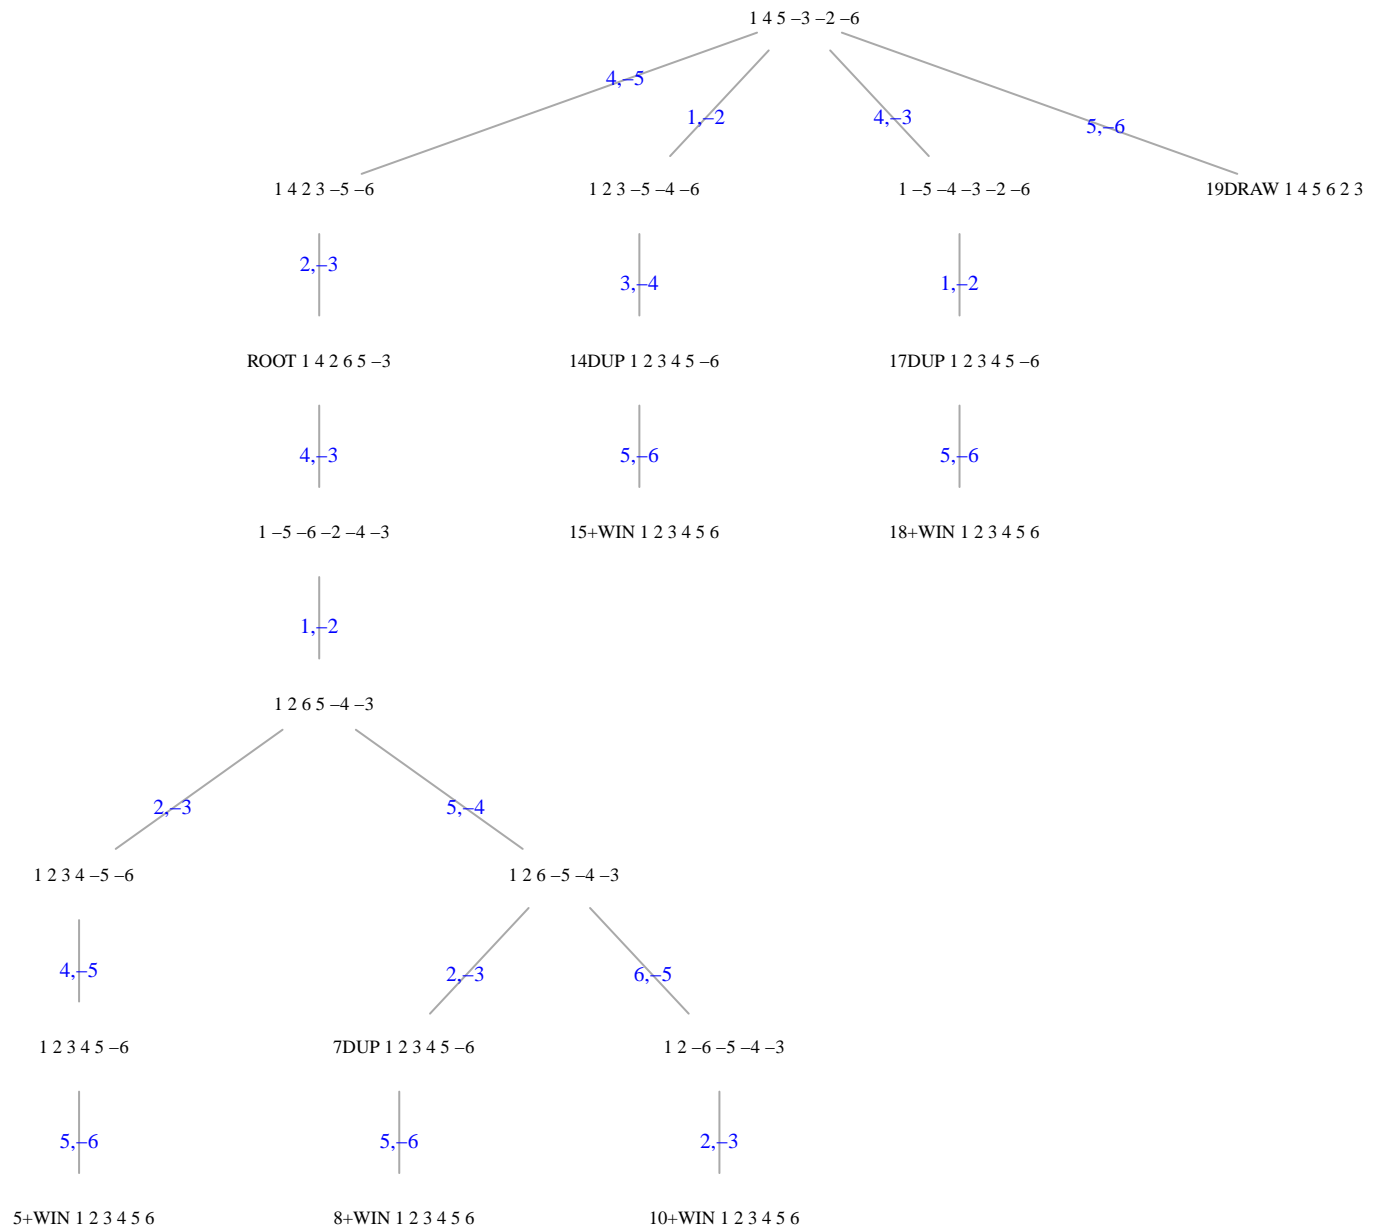 1 4 5 –3 –2 –6
4,–5
1,–2
4,–3
5,–6
1 4 2 3 –5 –6
1 2 3 –5 –4 –6
1 –5 –4 –3 –2 –6
19DRAW 1 4 5 6 2 3
2,–3
3,–4
1,–2
ROOT 1 4 2 6 5 –3
14DUP 1 2 3 4 5 –6
17DUP 1 2 3 4 5 –6
4,–3
5,–6
5,–6
1 –5 –6 –2 –4 –3
15+WIN 1 2 3 4 5 6
18+WIN 1 2 3 4 5 6
1,–2
1 2 6 5 –4 –3
2,–3
5,–4
1 2 3 4 –5 –6
1 2 6 –5 –4 –3
4,–5
2,–3
6,–5
1 2 3 4 5 –6
7DUP 1 2 3 4 5 –6
1 2 –6 –5 –4 –3
5,–6
5,–6
2,–3
5+WIN 1 2 3 4 5 6
8+WIN 1 2 3 4 5 6
10+WIN 1 2 3 4 5 6